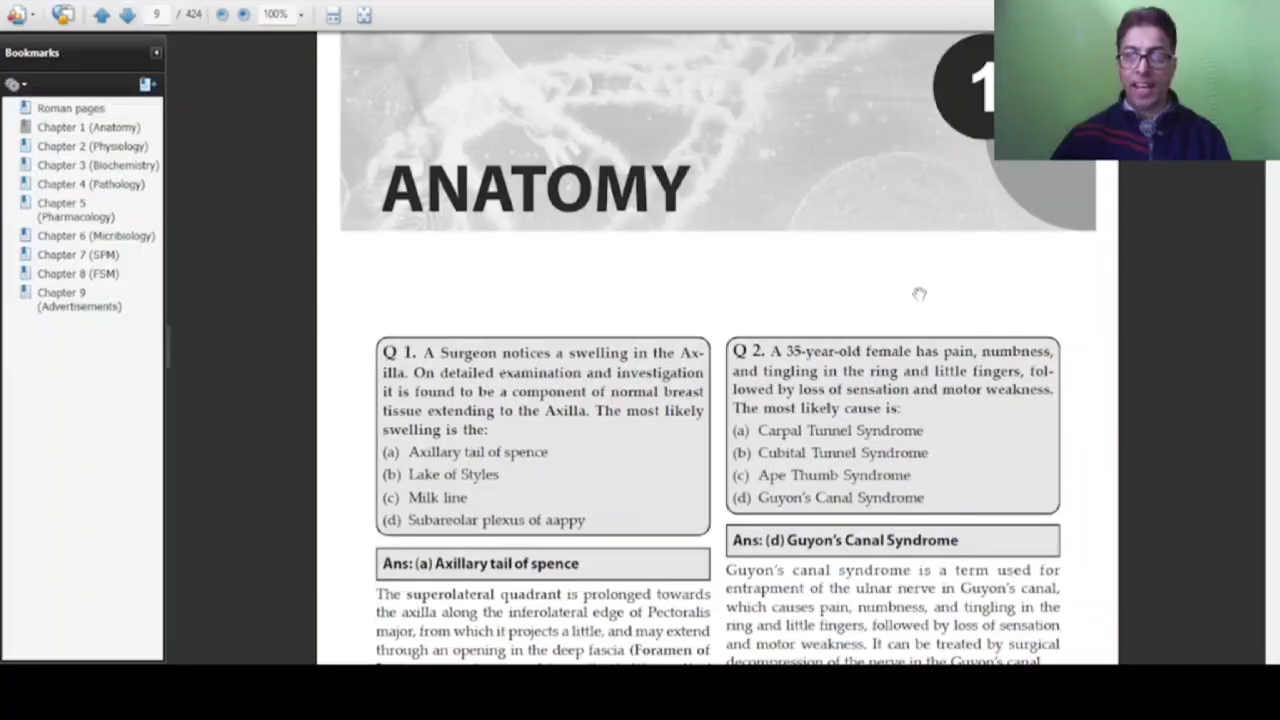 9 / 424 100%
Bookmarks
Roman pages
Chapter 1 (Anatomy)
Chapter 2 (Physiology)
Chapter 3 (Biochemistry)
Chapter 4 (Pathology)
Chapter 5
(Pharmacology)
Chapter 6 (Micribiology)
Chapter 7 (SPM)
Chapter 8 (FSM)
Chapter 9
(Advertisements)
1
ANATOMY
Q 1. A Surgeon notices a swelling in the Ax-
illa. On detailed examination and investigation
it is found to be a component of normal breast
tissue extending to the Axilla. The most likely
swelling is the:
(a) Axillary tail of spence
(b) Lake of Styles
(c) Milk line
(d) Subareolar plexus of aappy
Ans: (a) Axillary tail of spence
The superolateral quadrant is prolonged towards
the axilla along the inferolateral edge of Pectoralis
major, from which it projects a little, and may extend
through an opening in the deep fascia (Foramen of
Q 2. A 35-year-old female has pain, numbness,
and tingling in the ring and little fingers, fol-
lowed by loss of sensation and motor weakness.
The most likely cause is:
(a) Carpal Tunnel Syndrome
(b) Cubital Tunnel Syndrome
(c) Ape Thumb Syndrome
(d) Guyon's Canal Syndrome
Ans: (d) Guyon's Canal Syndrome
Guyon's canal syndrome is a term used for
entrapment of the ulnar nerve in Guyon's canal,
which causes pain, numbness, and tingling in the
ring and little fingers, followed by loss of sensation
and motor weakness. It can be treated by surgical
decompression of the nerve in the Guyon's canal